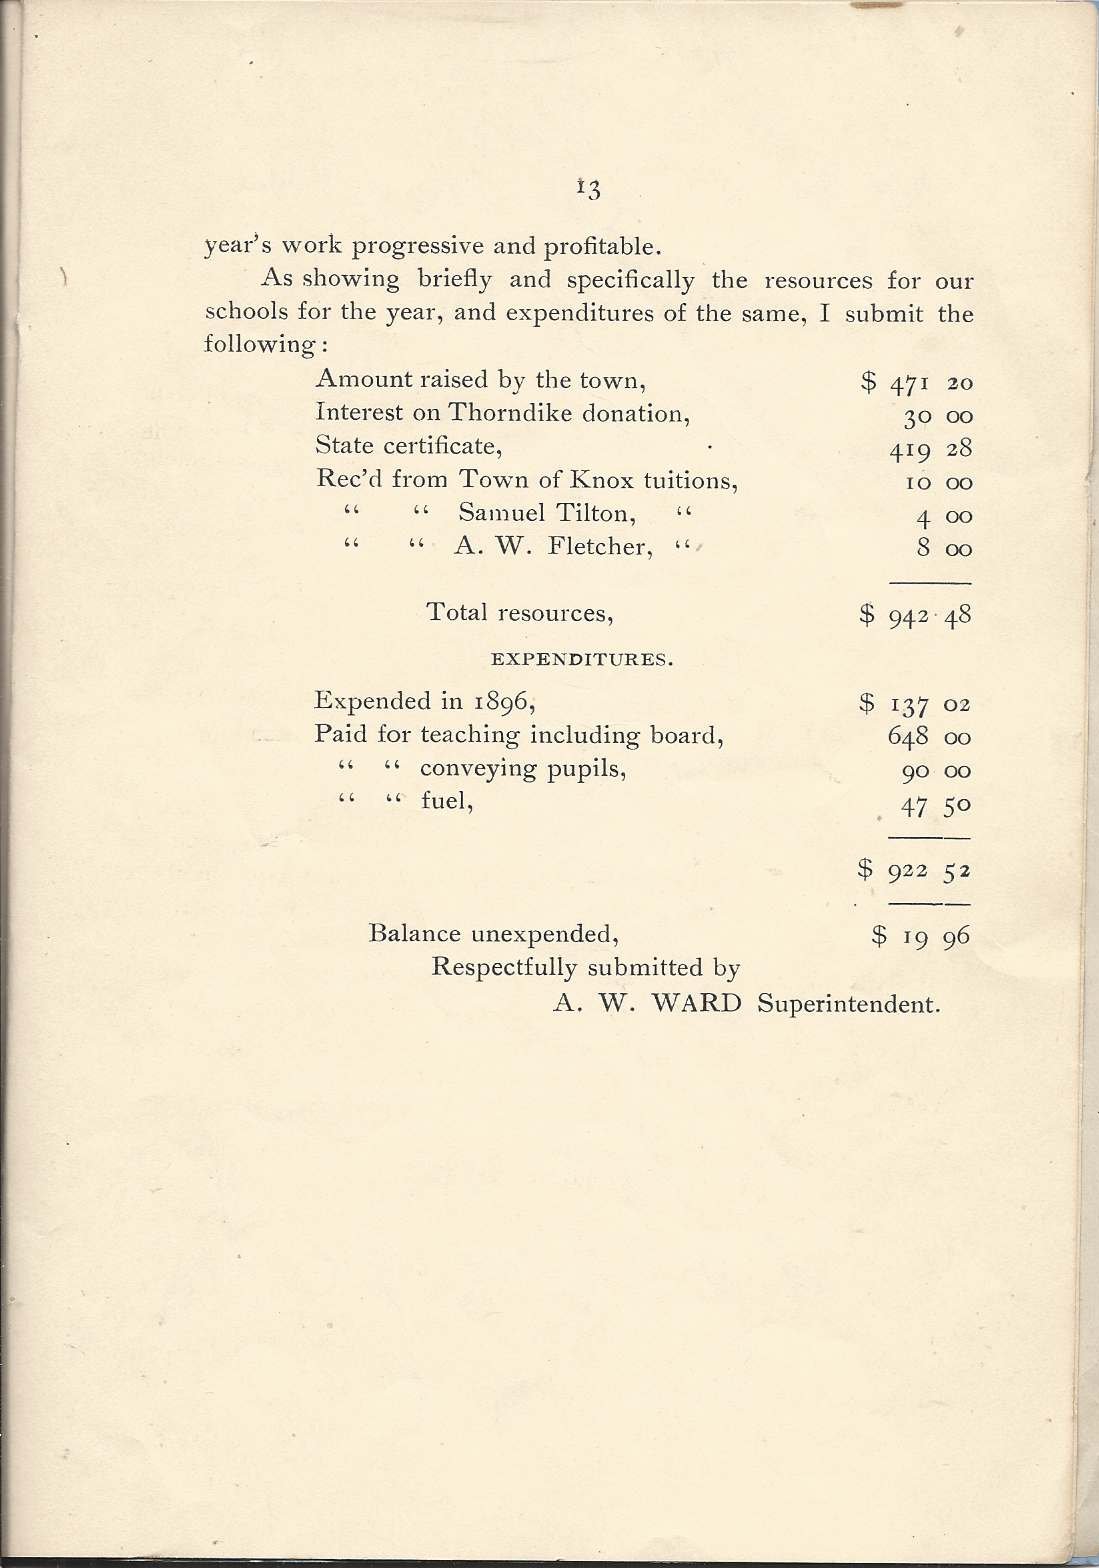 13
year's work progressive and profitable.
As showing briefly and specifically the resources for our
schools for the year, and expenditures of the same, I submit the
following:
Amount raised by the town, $ 471 20
Interest on Thorndike donation, 30 00
State certificate, 419 28
Rec'd from Town of Knox tuitions, 10 00
“ “ Samuel Tilton, “ 4 00
“ “ A. W. Fletcher, “ 8 00
Total resources, $ 942 48
EXPENDITURES.
Expended in 1896, $ 137 02
Paid for teaching including board, 648 00
“ “ conveying pupils, 90 00
“ “ fuel, 47 50
$ 922 52
Balance unexpended, $ 19 96
Respectfully submitted by
A. W. WARD Superintendent.